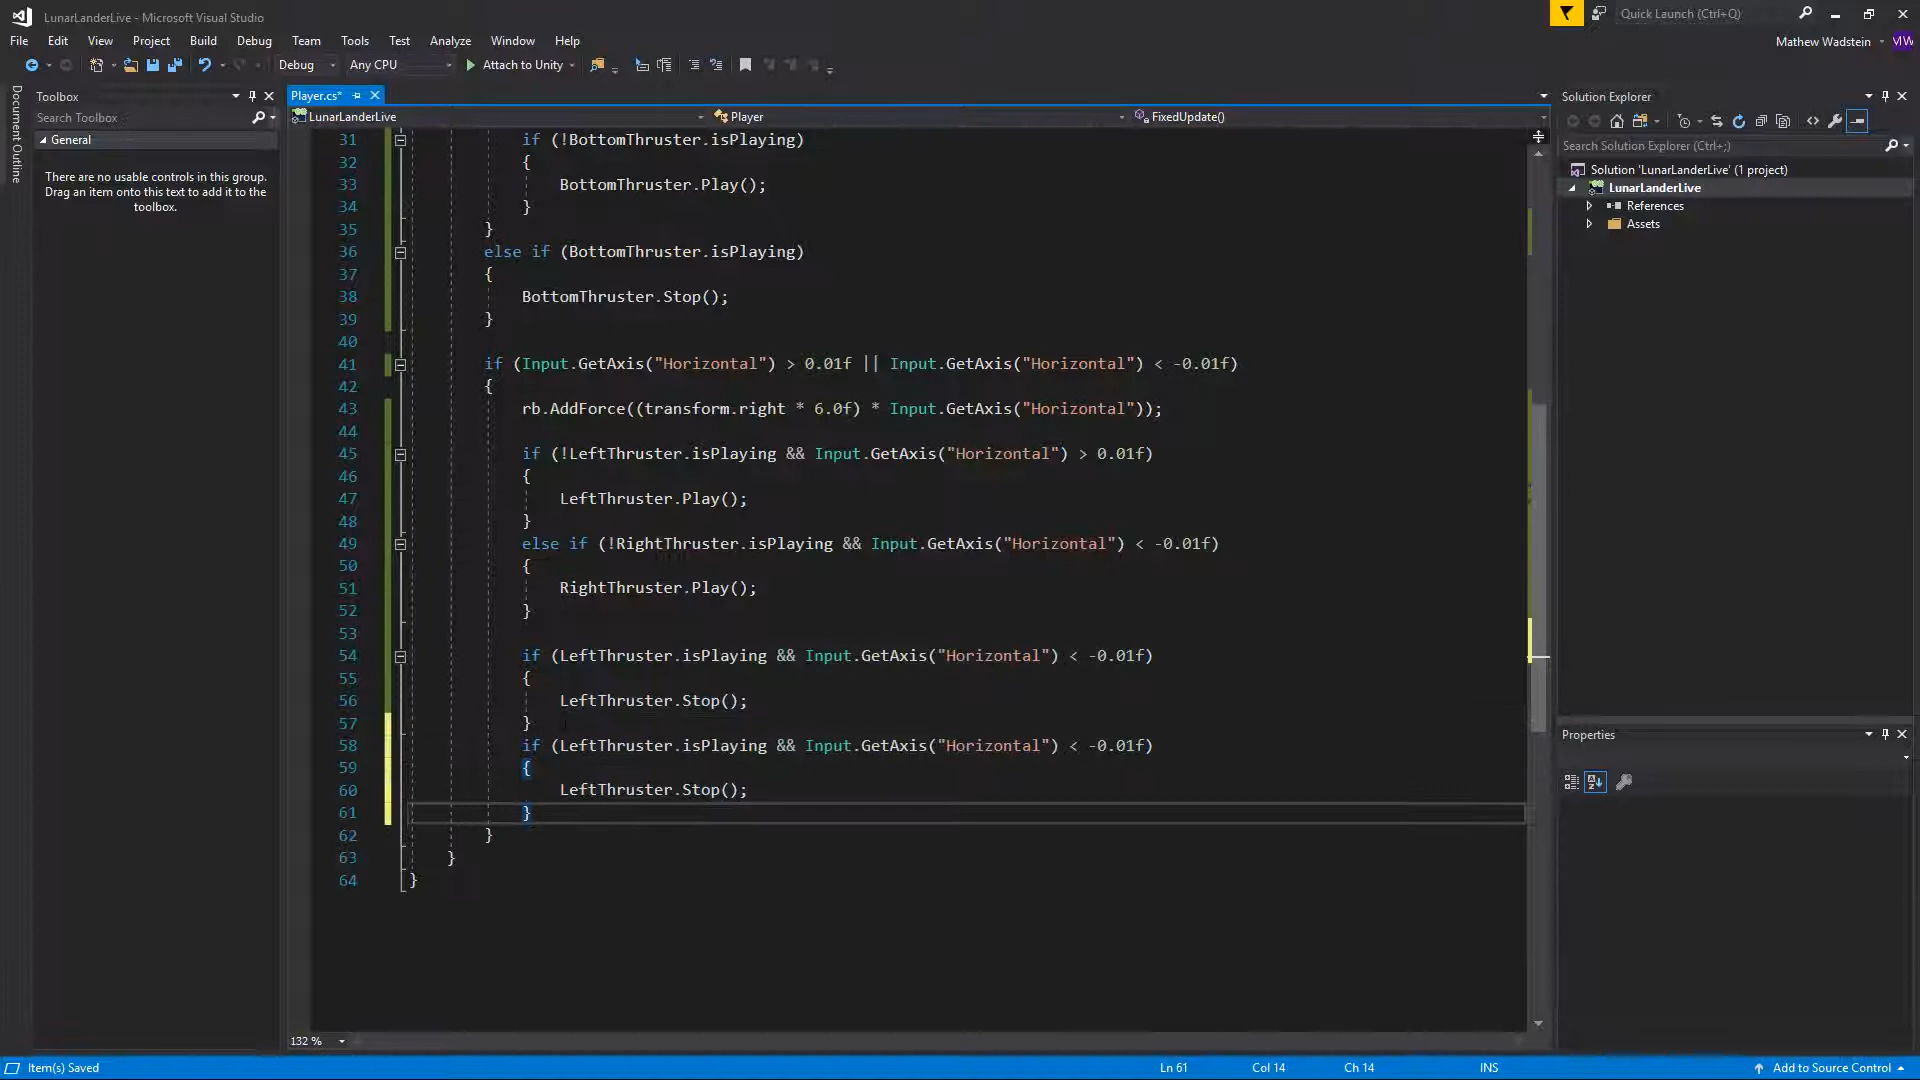 LunarLanderLive - Microsoft Visual Studio
Quick Launch (Ctrl+Q)
File Edit View Project Build Debug Team Tools Test Analyze Window Help
Mathew Wadstein MW
Debug Any CPU Attach to Unity
Document Outline
Toolbox
Search Toolbox
General
There are no usable controls in this group.
Drag an item onto this text to add it to the
toolbox.
Player.cs*
LunarLanderLive Player FixedUpdate()
31 if (!BottomThruster.isPlaying)
32 {
33 BottomThruster.Play();
34 }
35 }
36 else if (BottomThruster.isPlaying)
37 {
38 BottomThruster.Stop();
39 }
40
41 if (Input.GetAxis("Horizontal") > 0.01f || Input.GetAxis("Horizontal") < -0.01f)
42 {
43 rb.AddForce((transform.right * 6.0f) * Input.GetAxis("Horizontal"));
44
45 if (!LeftThruster.isPlaying && Input.GetAxis("Horizontal") > 0.01f)
46 {
47 LeftThruster.Play();
48 }
49 else if (!RightThruster.isPlaying && Input.GetAxis("Horizontal") < -0.01f)
50 {
51 RightThruster.Play();
52 }
53
54 if (LeftThruster.isPlaying && Input.GetAxis("Horizontal") < -0.01f)
55 {
56 LeftThruster.Stop();
57 }
58 if (LeftThruster.isPlaying && Input.GetAxis("Horizontal") < -0.01f)
59 {
60 LeftThruster.Stop();
61 }
62 }
63 }
64 }
132 %
Solution Explorer
Search Solution Explorer (Ctrl+;)
Solution 'LunarLanderLive' (1 project)
LunarLanderLive
References
Assets
Properties
Item(s) Saved
Ln 61 Col 14 Ch 14 INS
Add to Source Control